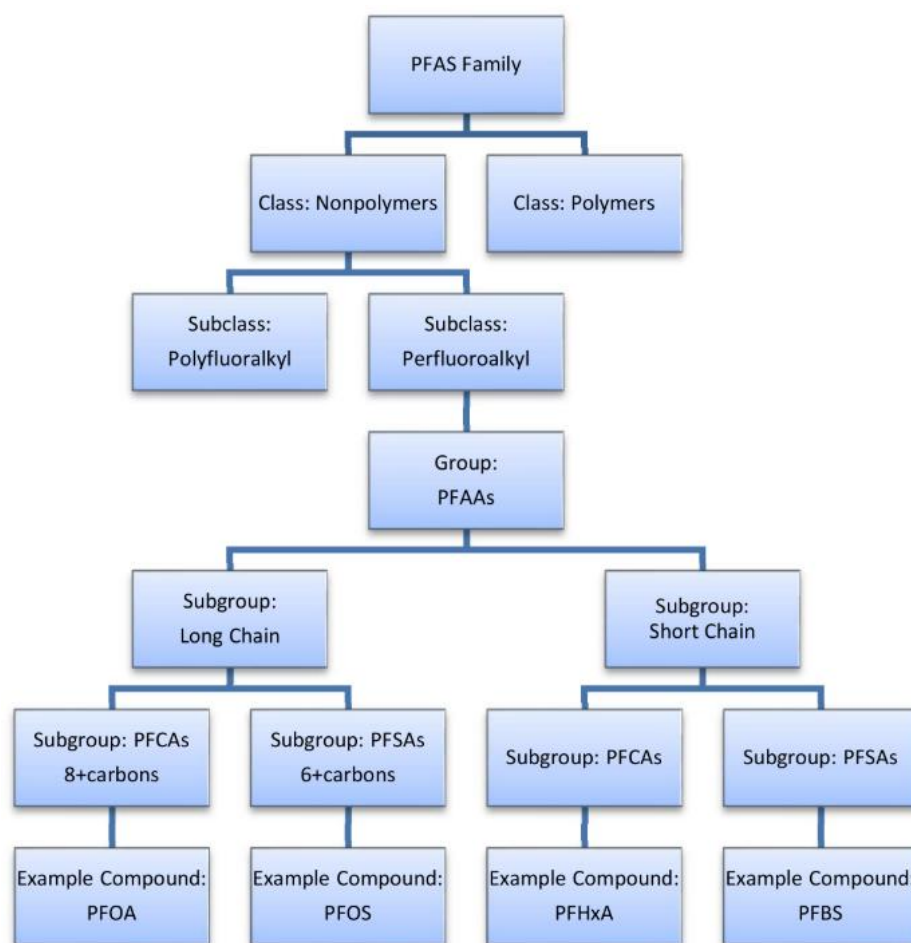 PFAS Family
Class: Nonpolymers
Class: Polymers
Subclass:
Polyfluoralkyl
Subclass:
Perfluoroalkyl
Group:
PFAAs
Subgroup:
Long Chain
Subgroup:
Short Chain
Subgroup: PFCAs
8+carbons
Subgroup: PFSAs
6+carbons
Subgroup: PFCAs
Subgroup: PFSAs
Example Compound:
PFOA
Example Compound:
PFOS
Example Compound:
PFHxA
Example Compound:
PFBS